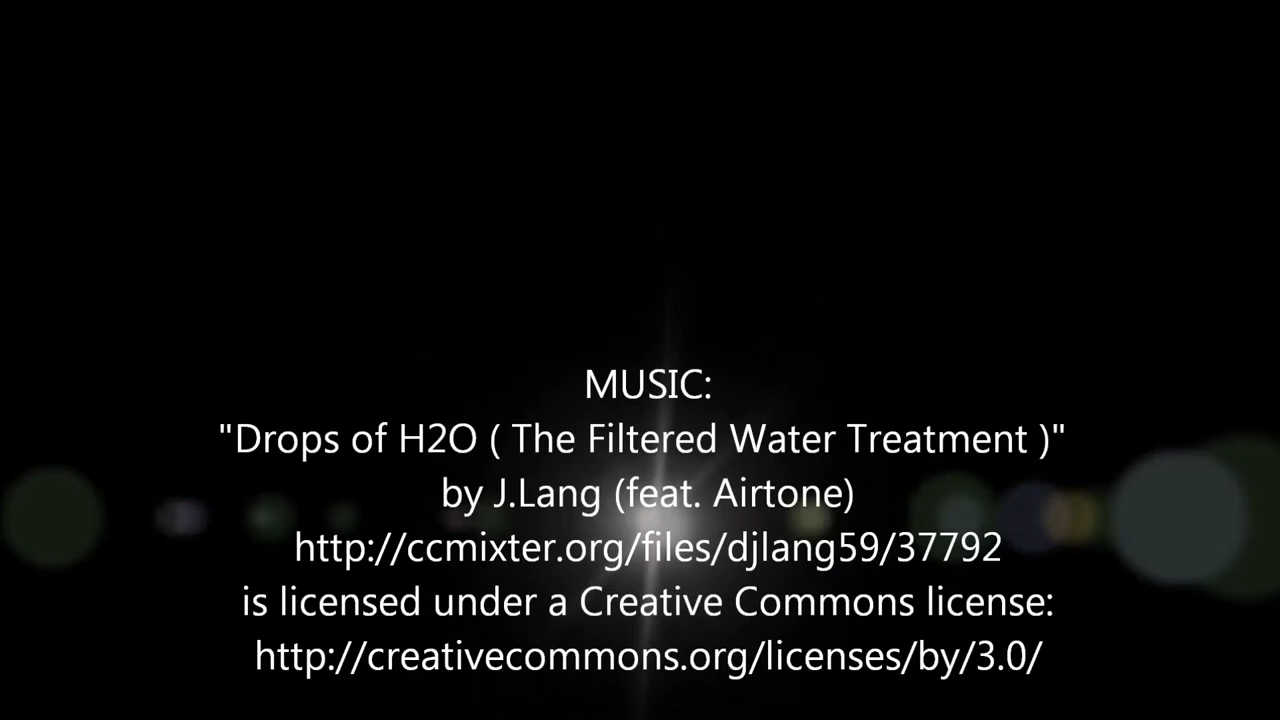 MUSIC:
"Drops of H2O ( The Filtered Water Treatment )"
by J.Lang (feat. Airtone)
http://ccmixter.org/files/djlang59/37792
is licensed under a Creative Commons license:
http://creativecommons.org/licenses/by/3.0/